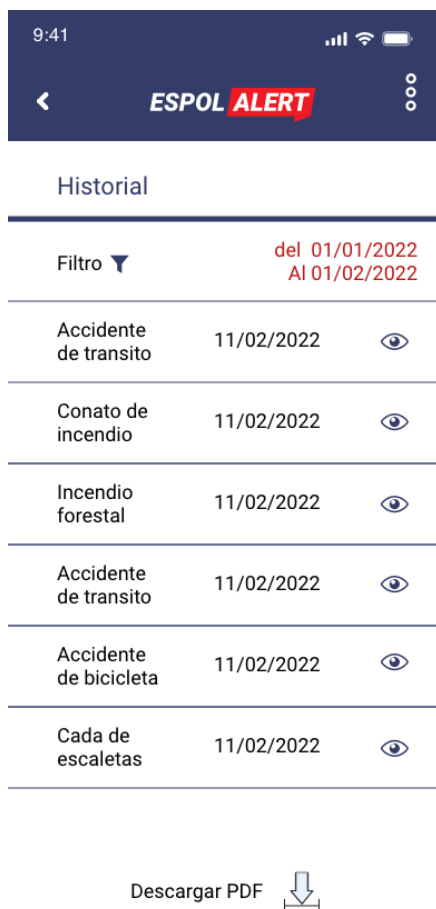 9:41
ESPOL ALERT
Historial
Filtro
del 01/01/2022
Al 01/02/2022
Accidente
de transito
11/02/2022
Conato de
incendio
11/02/2022
Incendio
forestal
11/02/2022
Accidente
de transito
11/02/2022
Accidente
de bicicleta
11/02/2022
Cada de
escaletas
11/02/2022
Descargar PDF